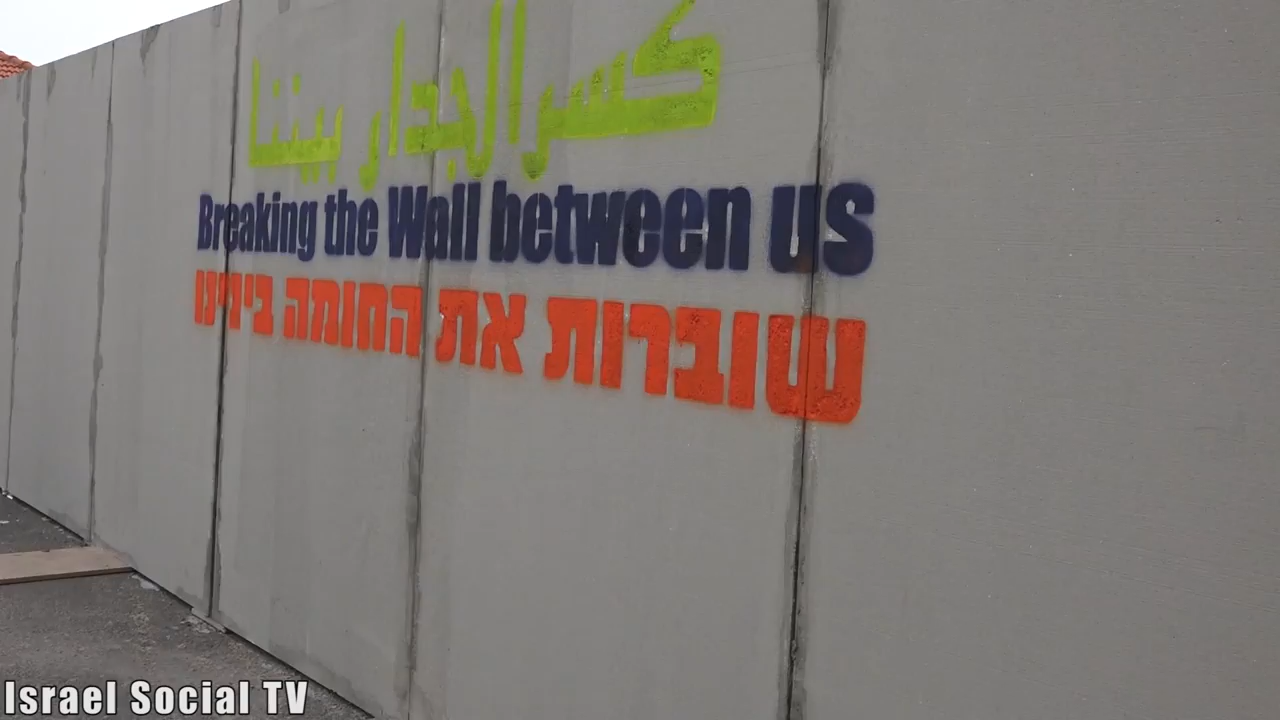 كسر الجدار بيننا
Breaking the Wall between us
שוברות את החומה בינינו
Israel Social TV